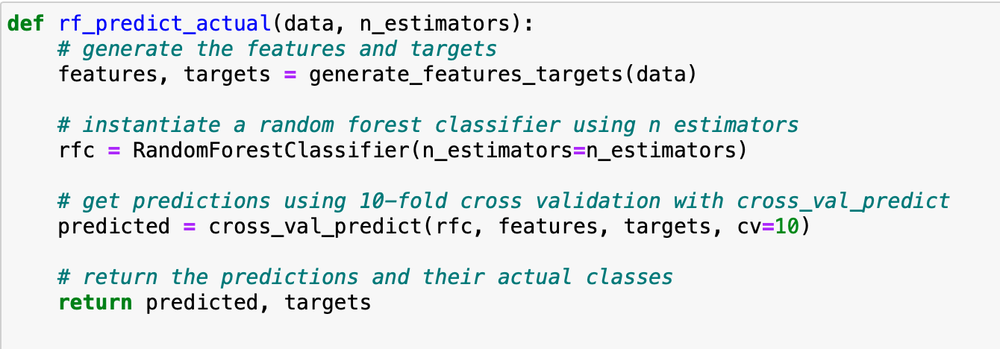 def rf_predict_actual(data, n_estimators):
    # generate the features and targets
    features, targets = generate_features_targets(data)

    # instantiate a random forest classifier using n estimators
    rfc = RandomForestClassifier(n_estimators=n_estimators)

    # get predictions using 10-fold cross validation with cross_val_predict
    predicted = cross_val_predict(rfc, features, targets, cv=10)

    # return the predictions and their actual classes
    return predicted, targets